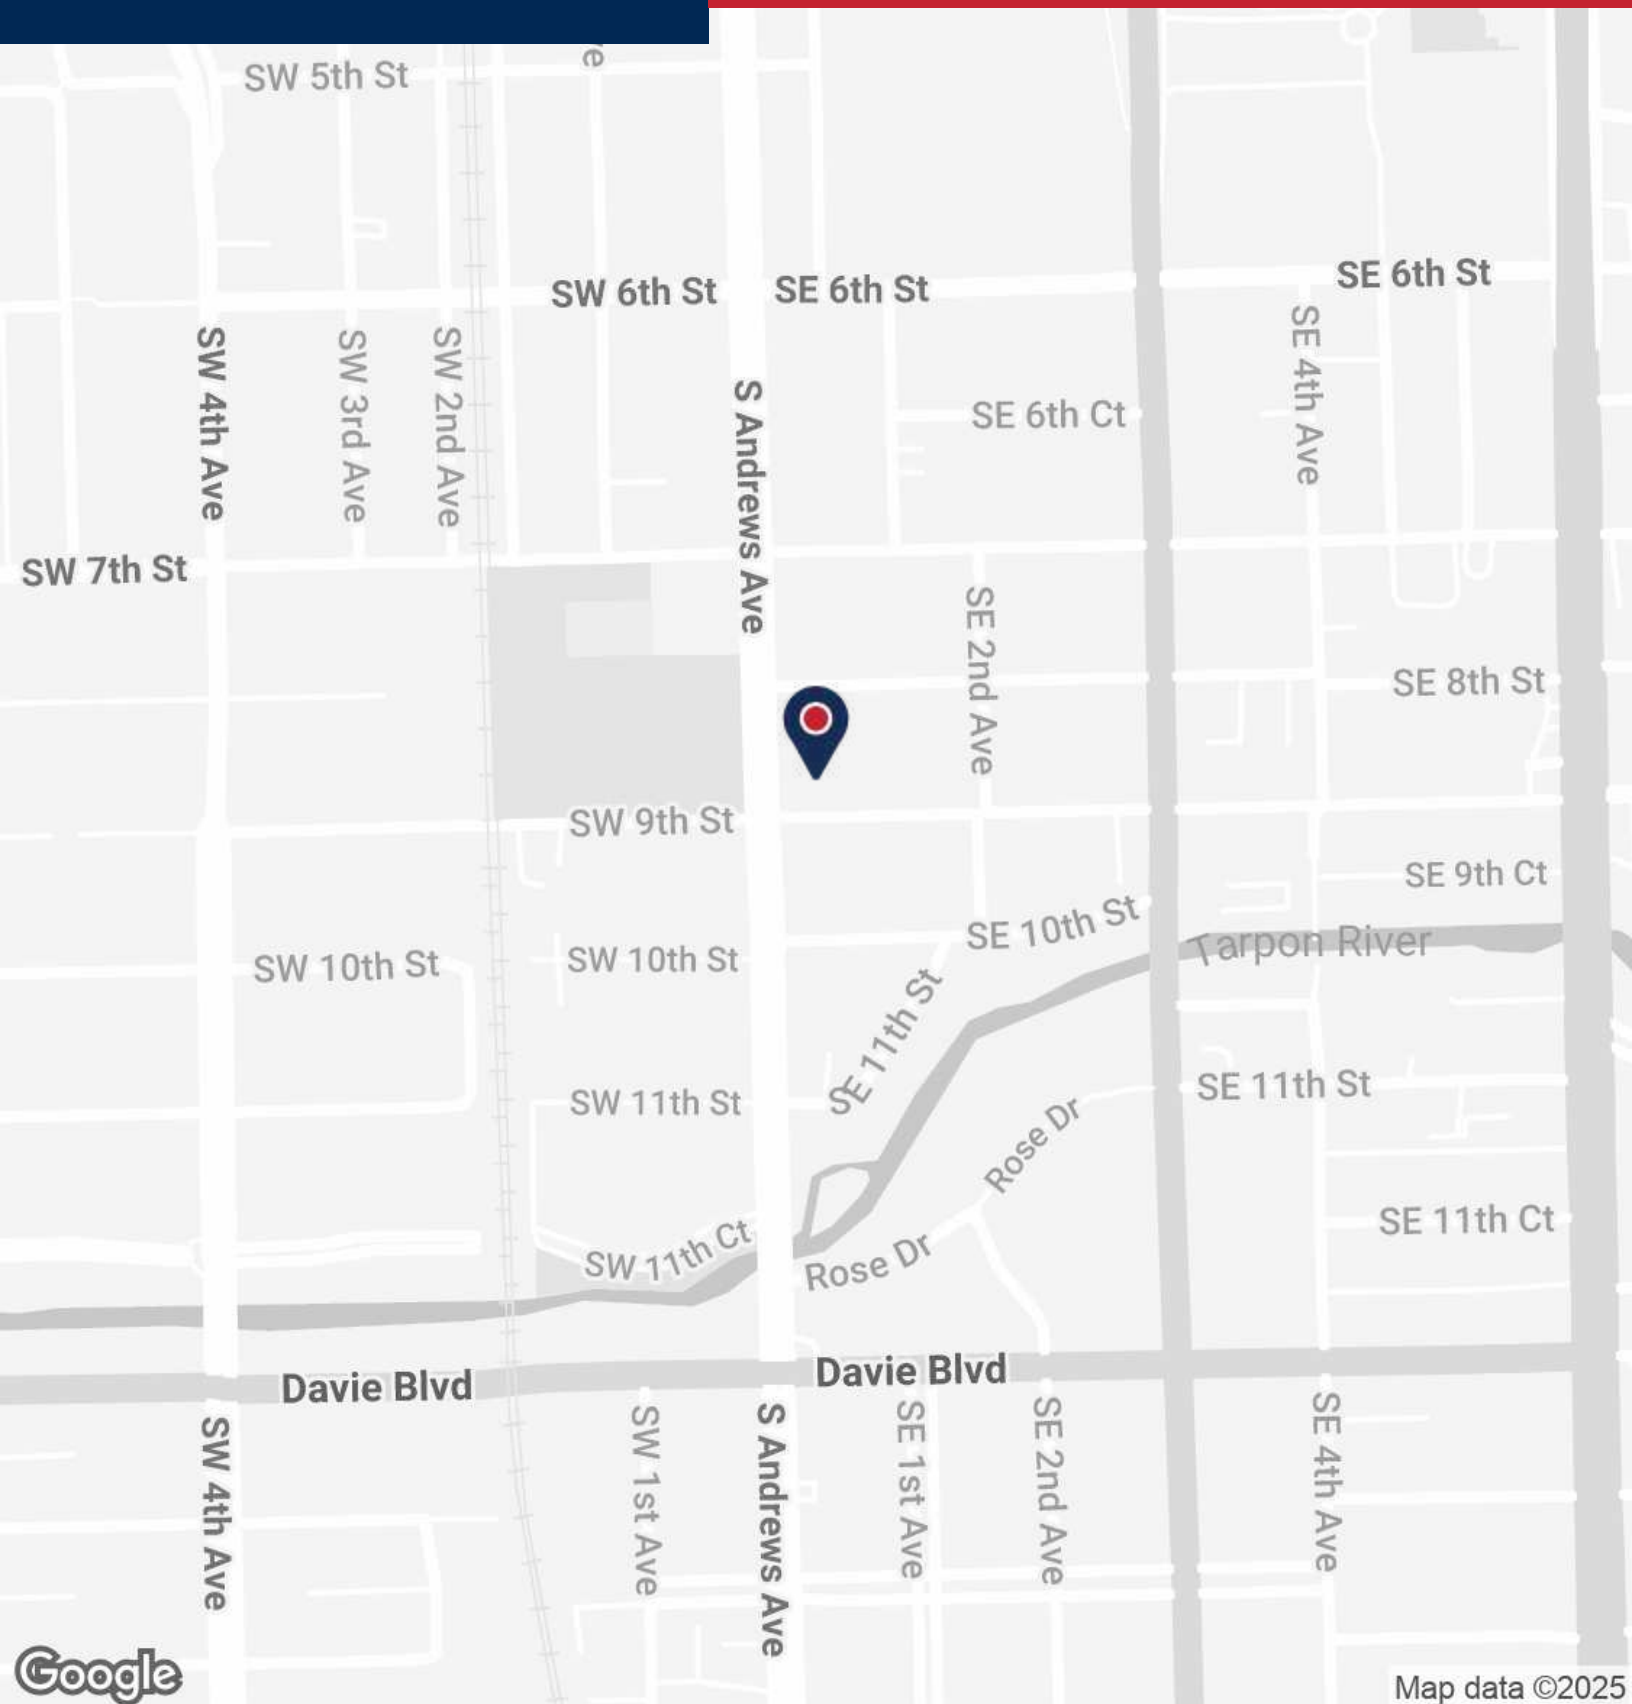 e
SW 5th St
SE 6th St
SW 6th St
SE 6th St
SW 4th Ave
SW 3rd Ave
SW 2nd Ave
SE 4th Ave
S Andrews Ave
SE 6th Ct
SW 7th St
SE 2nd Ave
SE 8th St
SW 9th St
SE 9th Ct
SE 10th St
Tarpon River
SW 10th St
SW 10th St
SE 11th St
SW 11th St
SE 11th St
Rose Dr
SE 11th Ct
SW 11th Ct
Rose Dr
Davie Blvd
Davie Blvd
SW 4th Ave
SW 1st Ave
S Andrews Ave
SE 1st Ave
SE 2nd Ave
SE 4th Ave
Google
Map data ©2025